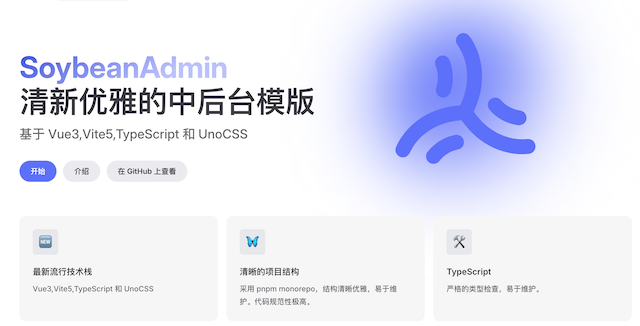 SoybeanAdmin
清新优雅的中后台模版
基于 Vue3,Vite5,TypeScript 和 UnoCSS
开始
介绍
在 GitHub 上查看
NEW
最新流行技术栈
Vue3,Vite5,TypeScript 和 UnoCSS
清晰的项目结构
采用 pnpm monorepo，结构清晰优雅，易于维
护。代码规范性极高。
TypeScript
严格的类型检查，易于维护。